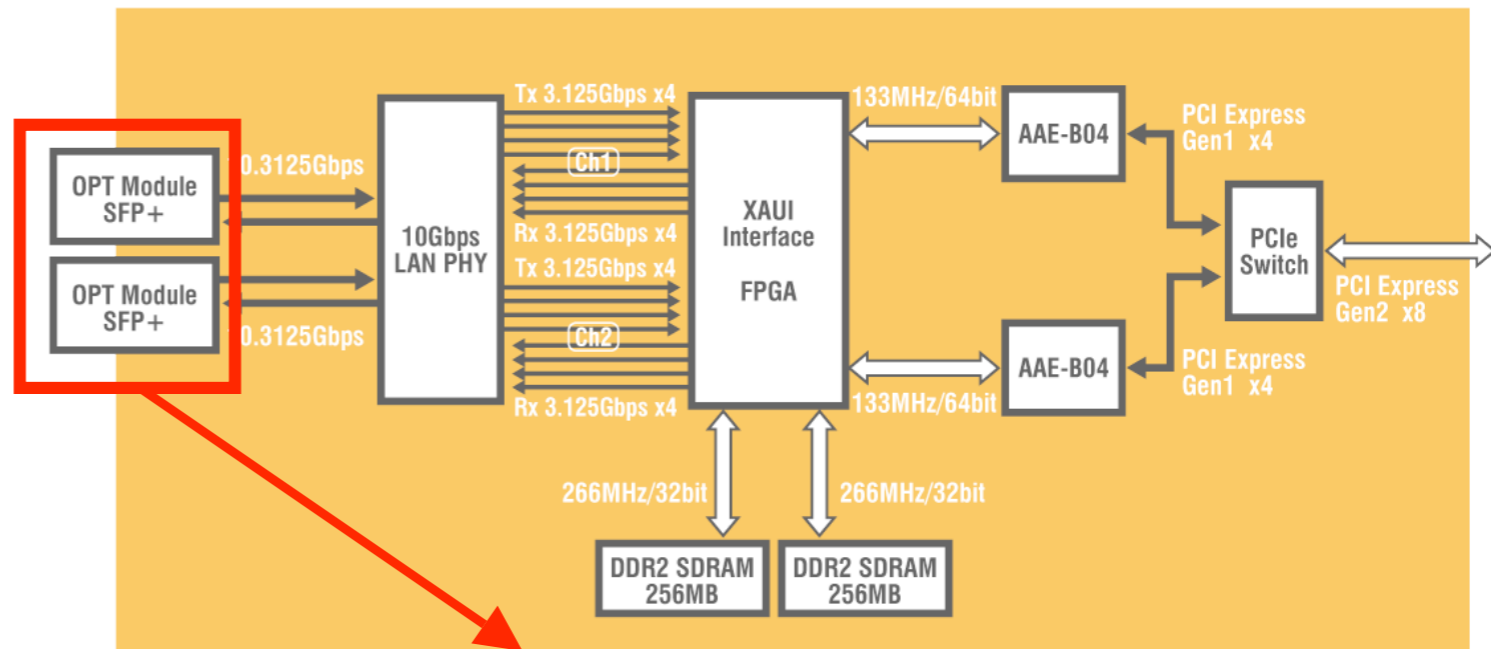 OPT Module
SFP+
OPT Module
SFP+
0.3125Gbps
0.3125Gbps
10Gbps
LAN PHY
Tx 3.125Gbps x4
Ch1
Rx 3.125Gbps x4
Tx 3.125Gbps x4
Ch2
Rx 3.125Gbps x4
XAUI
Interface
FPGA
133MHz/64bit
133MHz/64bit
AAE-B04
AAE-B04
PCI Express
Gen1 x4
PCI Express
Gen1 x4
PCIe
Switch
PCI Express
Gen2 x8
266MHz/32bit
266MHz/32bit
DDR2 SDRAM
256MB
DDR2 SDRAM
256MB